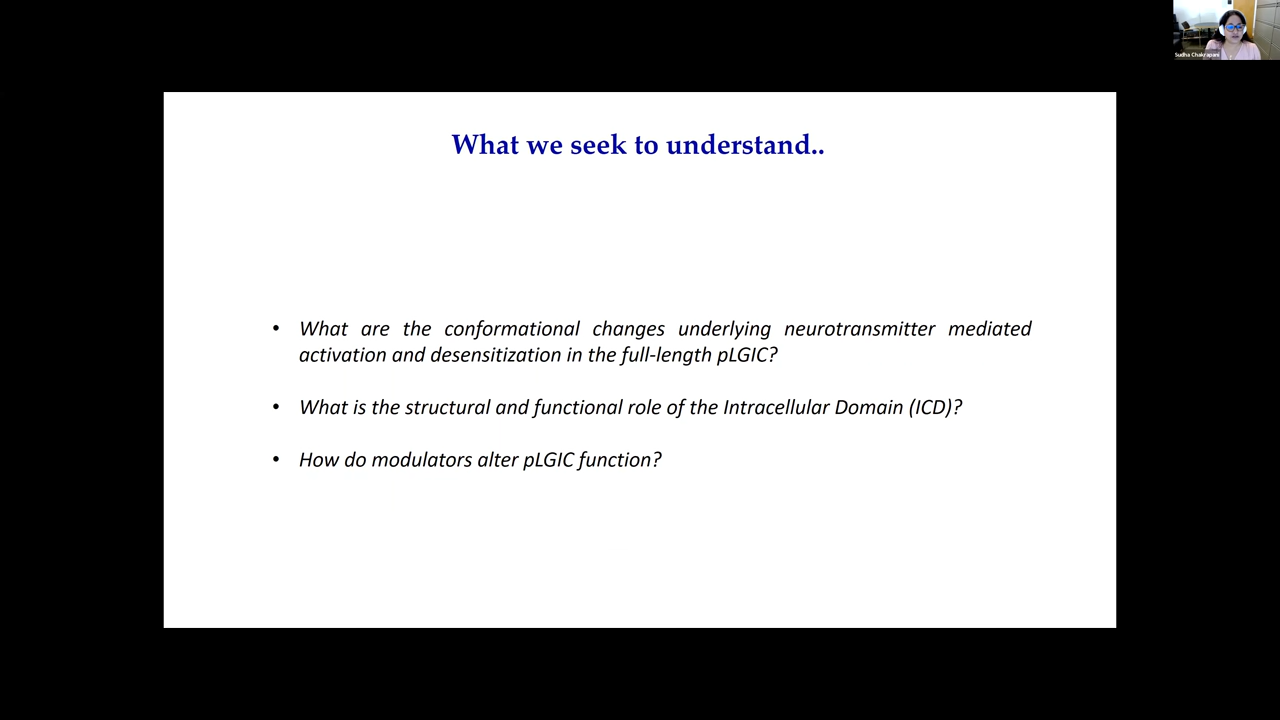 Sudha Chakrapani
What we seek to understand..
• What are the conformational changes underlying neurotransmitter mediated
activation and desensitization in the full-length pLGIC?
• What is the structural and functional role of the Intracellular Domain (ICD)?
• How do modulators alter pLGIC function?